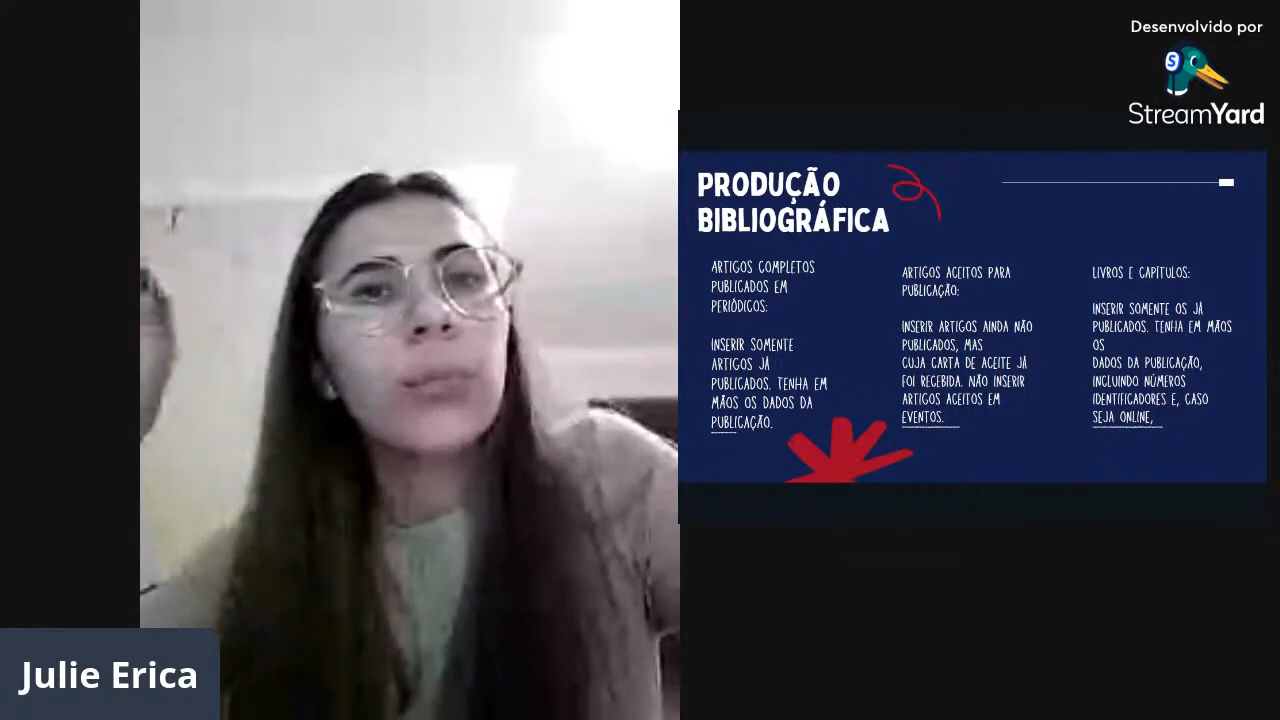 Desenvolvido por
StreamYard
PRODUÇÃO
BIBLIOGRÁFICA
ARTIGOS COMPLETOS
PUBLICADOS EM
PERIÓDICOS:
INSERIR SOMENTE
ARTIGOS JÁ
PUBLICADOS. TENHA EM
MÃOS OS DADOS DA
PUBLICAÇÃO.
ARTIGOS ACEITOS PARA
PUBLICAÇÃO:
INSERIR ARTIGOS AINDA NÃO
PUBLICADOS, MAS
CUJA CARTA DE ACEITE JÁ
FOI RECEBIDA. NÃO INSERIR
ARTIGOS ACEITOS EM
EVENTOS.
LIVROS E CAPÍTULOS:
INSERIR SOMENTE OS JÁ
PUBLICADOS. TENHA EM MÃOS
OS
DADOS DA PUBLICAÇÃO,
INCLUINDO NÚMEROS
IDENTIFICADORES E, CASO
SEJA ONLINE,
Julie Erica